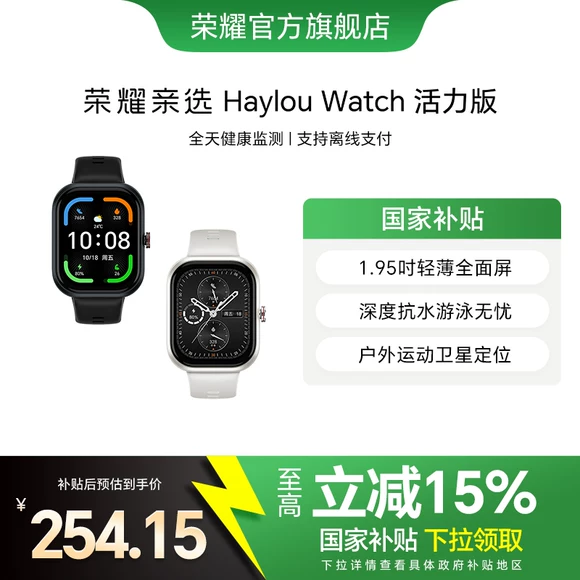 荣耀官方旗舰店
荣耀亲选 Haylou Watch 活力版
全天健康监测 | 支持离线支付
7654
24℃
10:08
10/18 周五
80%
26
国家补贴
1.95吋轻薄全面屏
深度抗水游泳无忧
户外运动卫星定位
80%
周五 18
补贴后预估到手价
¥254.15
至高
立减15%
国家补贴 下拉领取
下拉详情查看具体政府补贴地区